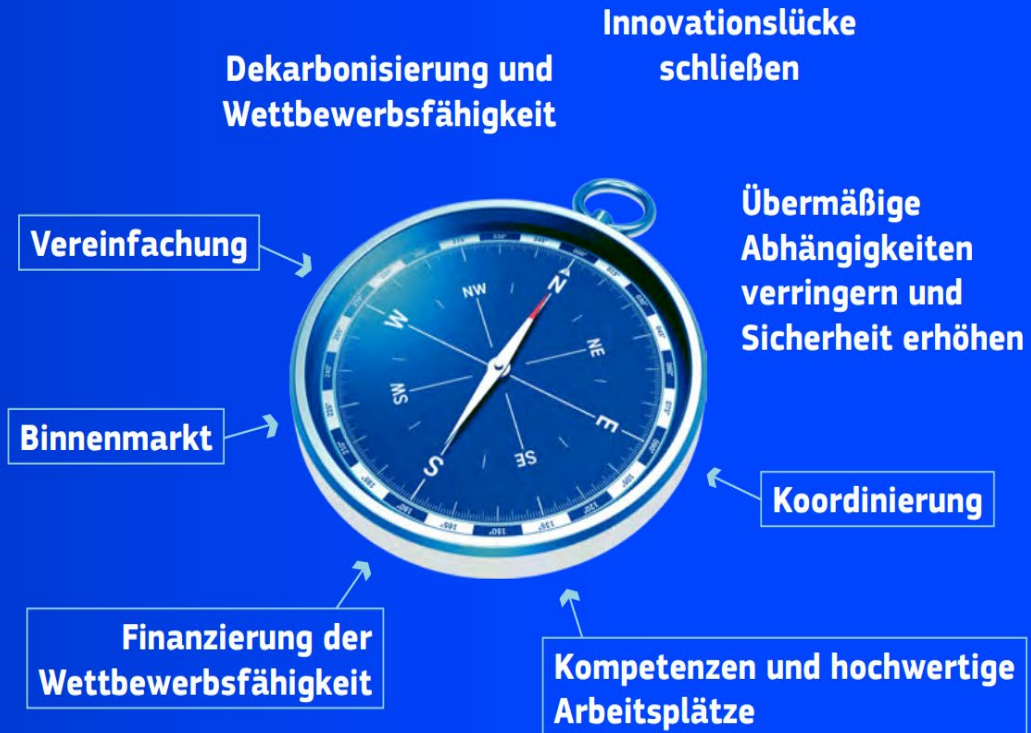 Innovationslücke
schließen
Dekarbonisierung und
Wettbewerbsfähigkeit
Übermäßige
Abhängigkeiten
verringern und
Sicherheit erhöhen
Vereinfachung
Binnenmarkt
Koordinierung
Finanzierung der
Wettbewerbsfähigkeit
Kompetenzen und hochwertige
Arbeitsplätze
N
NE
E
SE
S
SW
W
NW